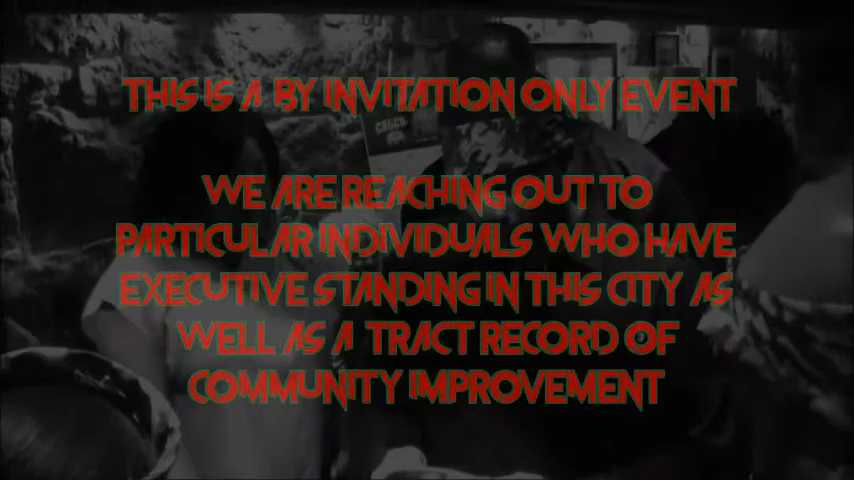 THIS IS A BY INVITATION ONLY EVENT
WE ARE REACHING OUT TO
PARTICULAR INDIVIDUALS WHO HAVE
EXECUTIVE STANDING IN THIS CITY AS
WELL AS A TRACT RECORD OF
COMMUNITY IMPROVEMENT